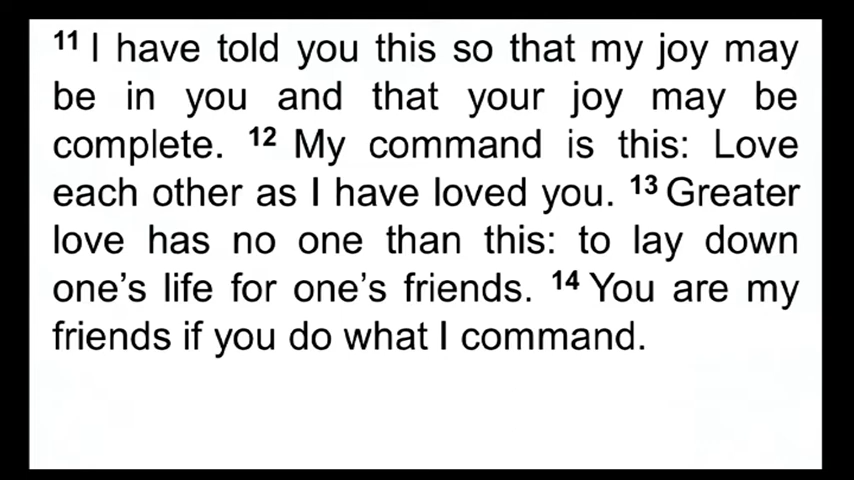 11 I have told you this so that my joy may
be in you and that your joy may be
complete. 12 My command is this: Love
each other as I have loved you. 13 Greater
love has no one than this: to lay down
one’s life for one’s friends. 14 You are my
friends if you do what I command.